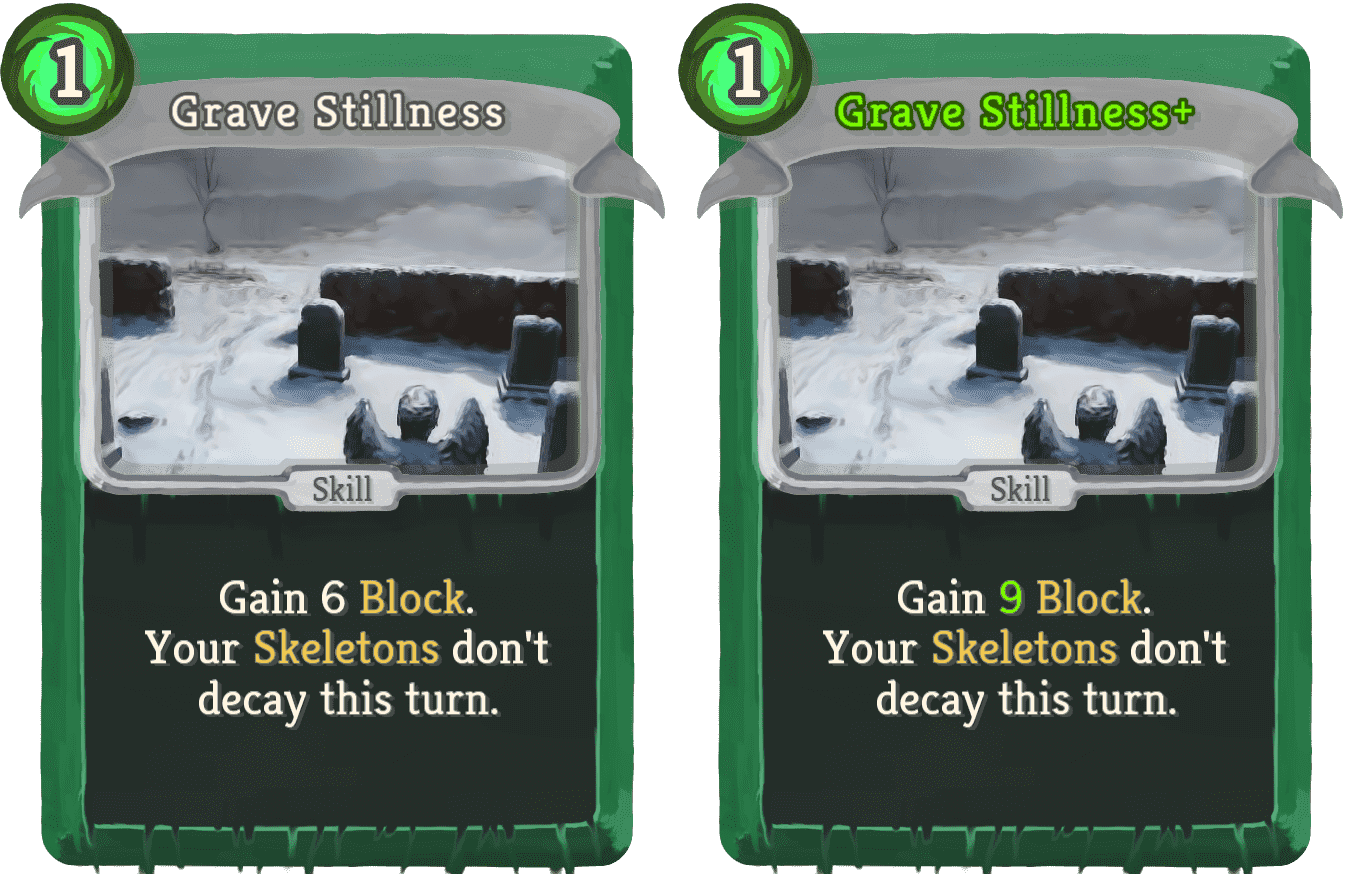 1
Grave Stillness
Skill
Gain 6 Block.
Your Skeletons don't
decay this turn.
1
Grave Stillness+
Skill
Gain 9 Block.
Your Skeletons don't
decay this turn.